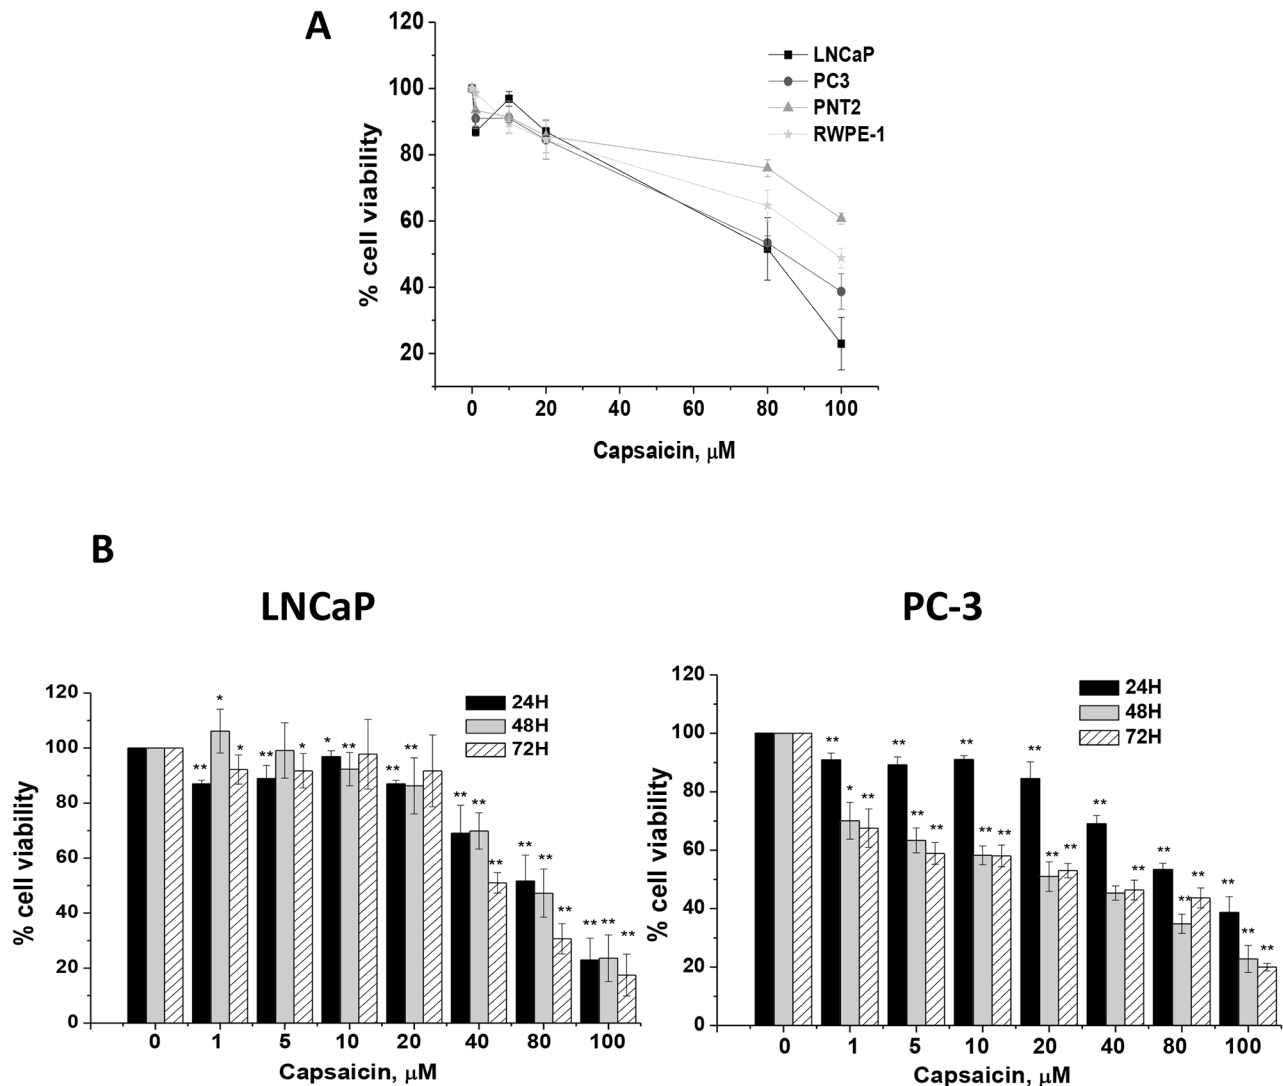 A
120
100
80
60
40
20
% cell viability
LNCaP
PC3
PNT2
RWPE-1
0 20 40 60 80 100
Capsaicin, μM
B
LNCaP
120
100
80
60
40
20
0
% cell viability
24H
48H
72H
** * *
** *
* **
** **
** ** **
** ** **
** ** **
0 1 5 10 20 40 80 100
Capsaicin, μM
PC-3
120
100
80
60
40
20
0
% cell viability
24H
48H
72H
** * **
** ** **
** ** **
** ** **
** **
** ** **
** ** **
0 1 5 10 20 40 80 100
Capsaicin, μM